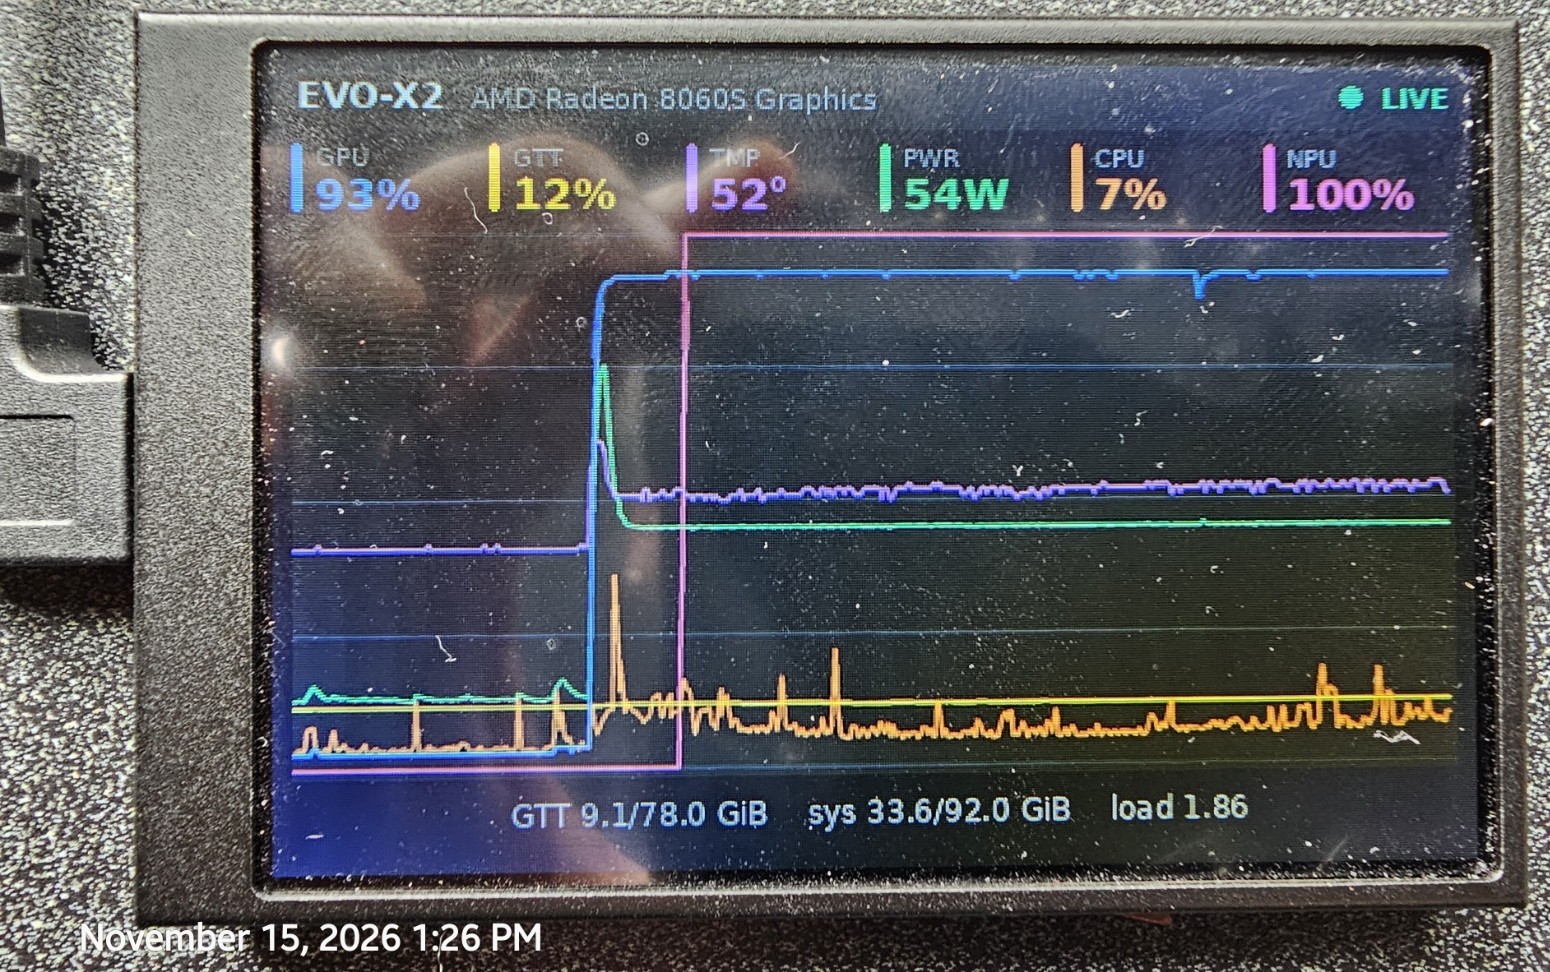 EVO-X2 AMD Radeon 8060S Graphics LIVE
GPU GTT TMP PWR CPU NPU
93% 12% 52° 54W 7% 100%
GTT 9.1/78.0 GiB sys 33.6/92.0 GiB load 1.86
November 15, 2026 1:26 PM